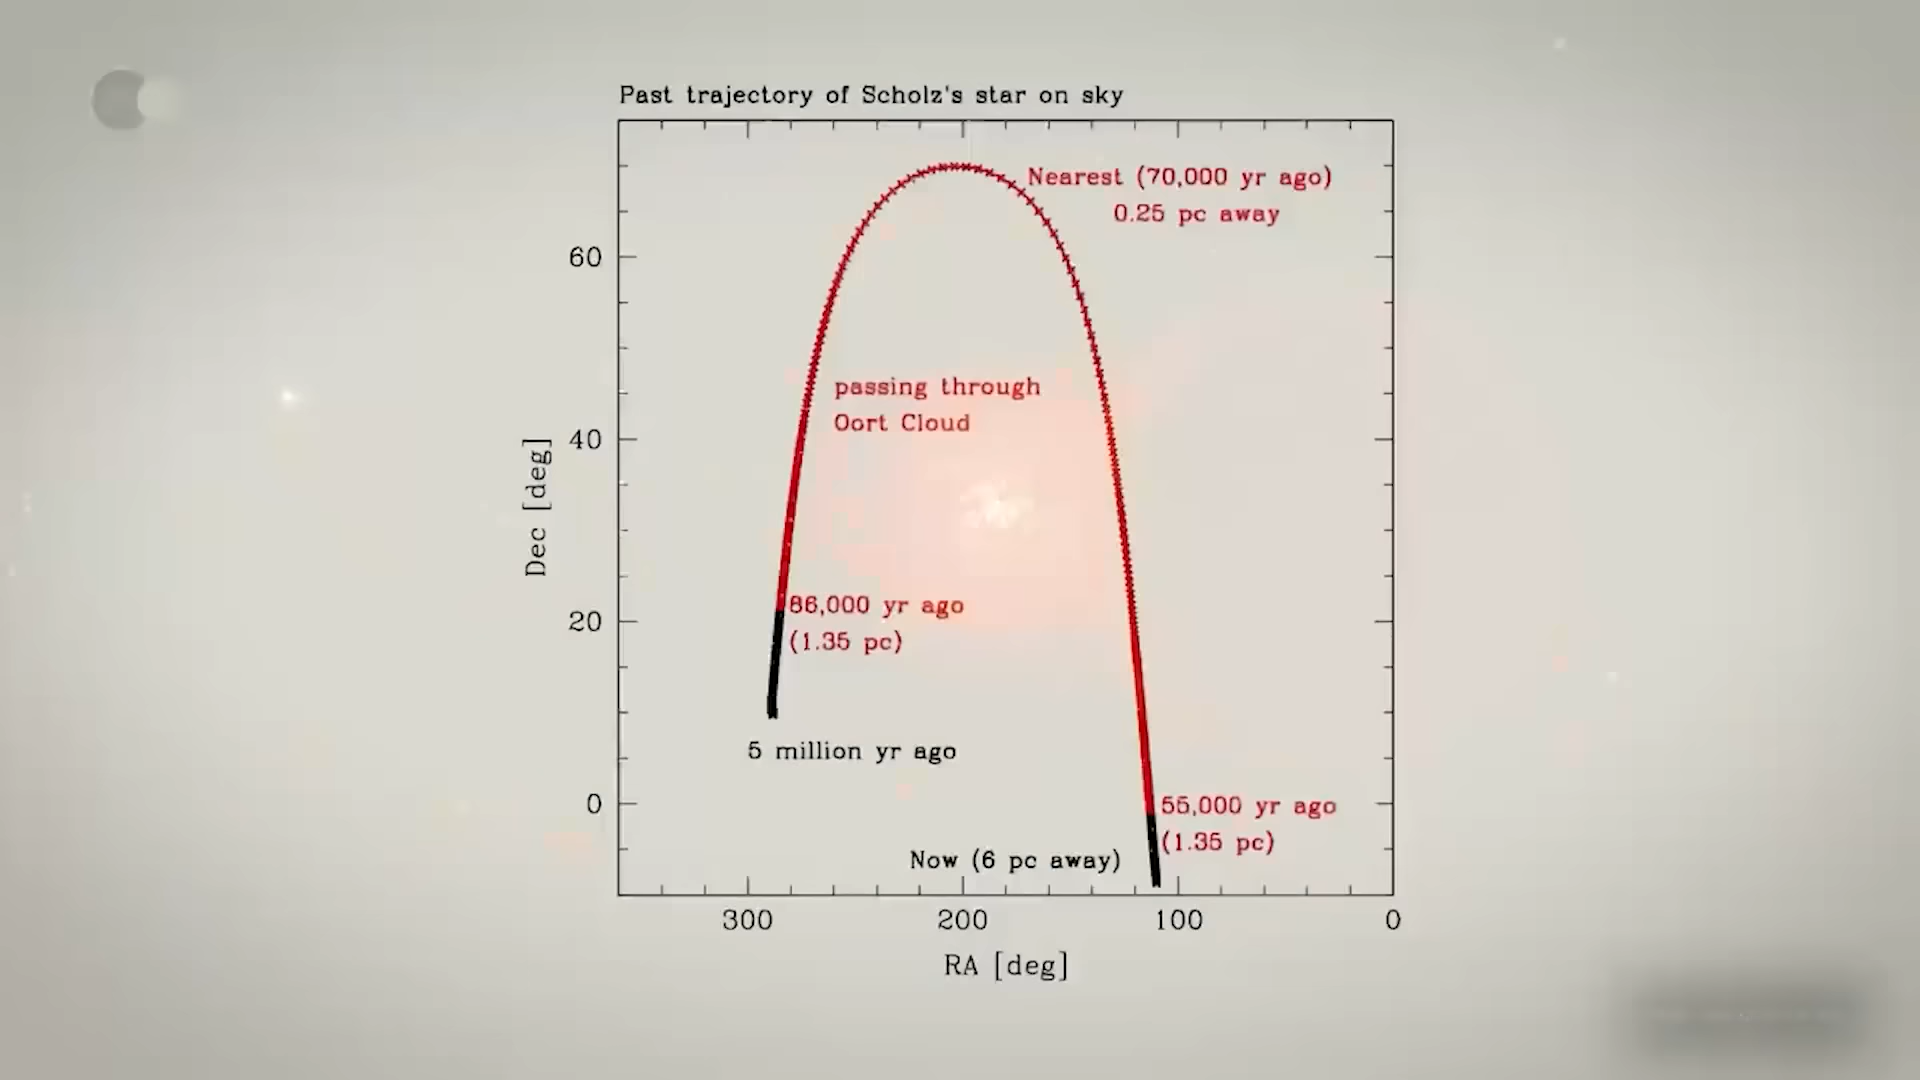 Past trajectory of Scholz's star on sky
Nearest (70,000 yr ago)
0.25 pc away
60
passing through
Oort Cloud
40
Dec [deg]
86,000 yr ago
20
(1.35 pc)
5 million yr ago
0
55,000 yr ago
(1.35 pc)
Now (6 pc away)
300 200 100 0
RA [deg]